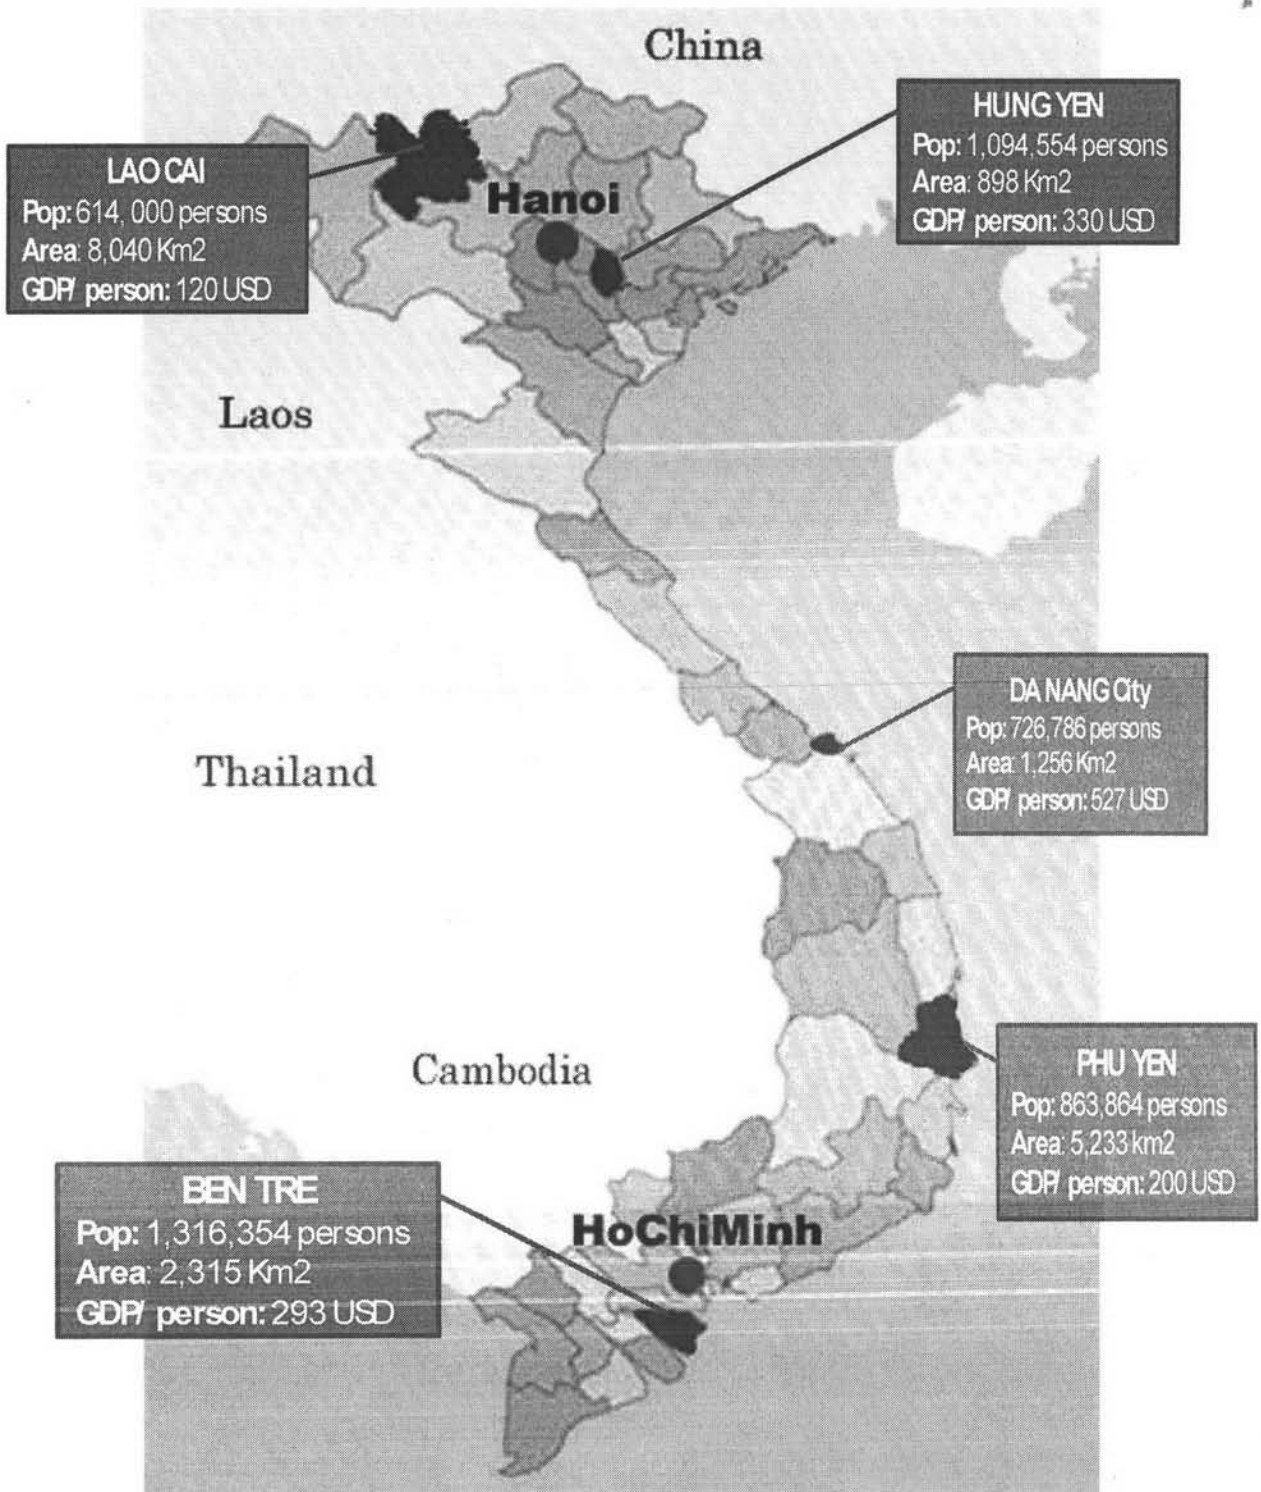 China
HUNG YEN
Pop: 1,094,554 persons
Area: 898 Km2
GDP/ person: 330 USD
LAO CAI
Pop: 614, 000 persons
Area: 8,040 Km2
GDP/ person: 120 USD
Hanoi
Laos
DA NANG City
Pop: 726,786 persons
Area: 1,256 Km2
GDP/ person: 527 USD
Thailand
PHU YEN
Pop: 863,864 persons
Area: 5,233 km2
GDP/ person: 200 USD
Cambodia
BEN TRE
Pop: 1,316,354 persons
Area: 2,315 Km2
GDP/ person: 293 USD
HoChiMinh